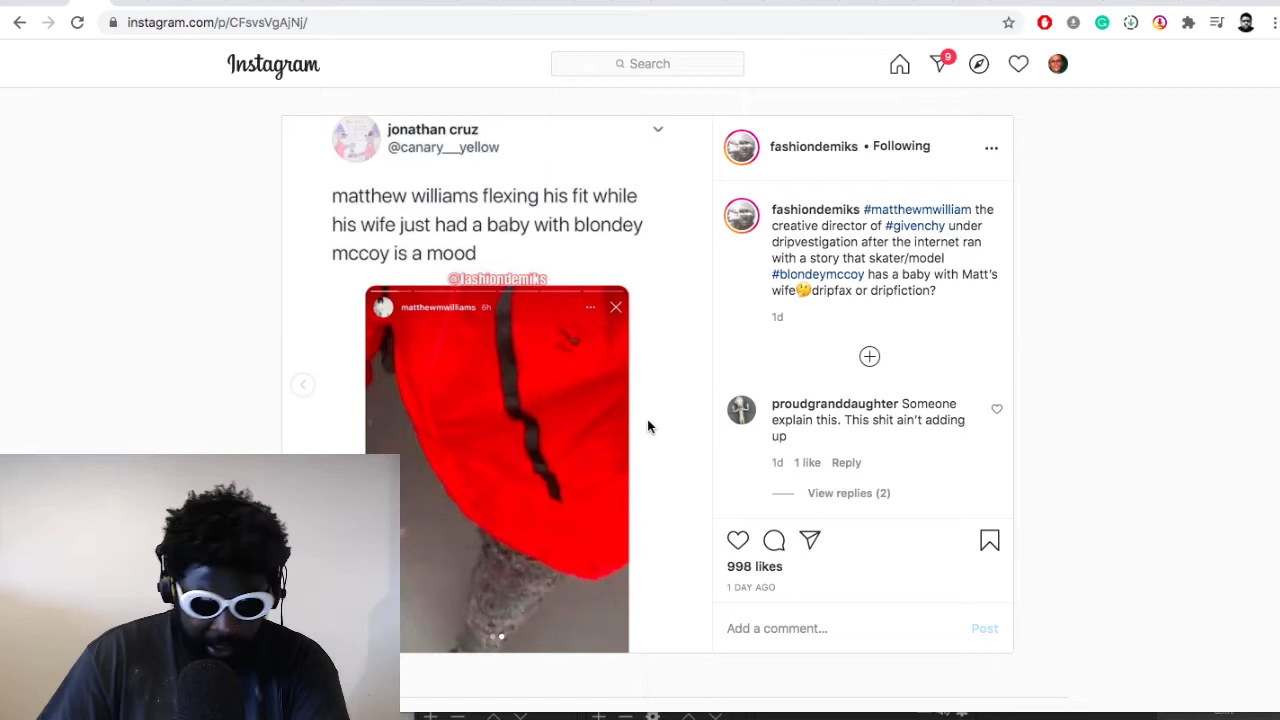 instagram.com/p/CFsvsVgAjNj/
Instagram
Search
9
jonathan cruz
@canary___yellow
matthew williams flexing his fit while
his wife just had a baby with blondey
mccoy is a mood
@fashiondemiks
matthewmwilliams 6h
fashiondemiks • Following
fashiondemiks #matthewmwilliam the
creative director of #givenchy under
dripvestigation after the internet ran
with a story that skater/model
#blondeymccoy has a baby with Matt's
wife🤔dripfax or dripfiction?
1d
proudgranddaughter Someone
explain this. This shit ain't adding
up
1d 1 like Reply
View replies (2)
998 likes
1 DAY AGO
Add a comment... Post